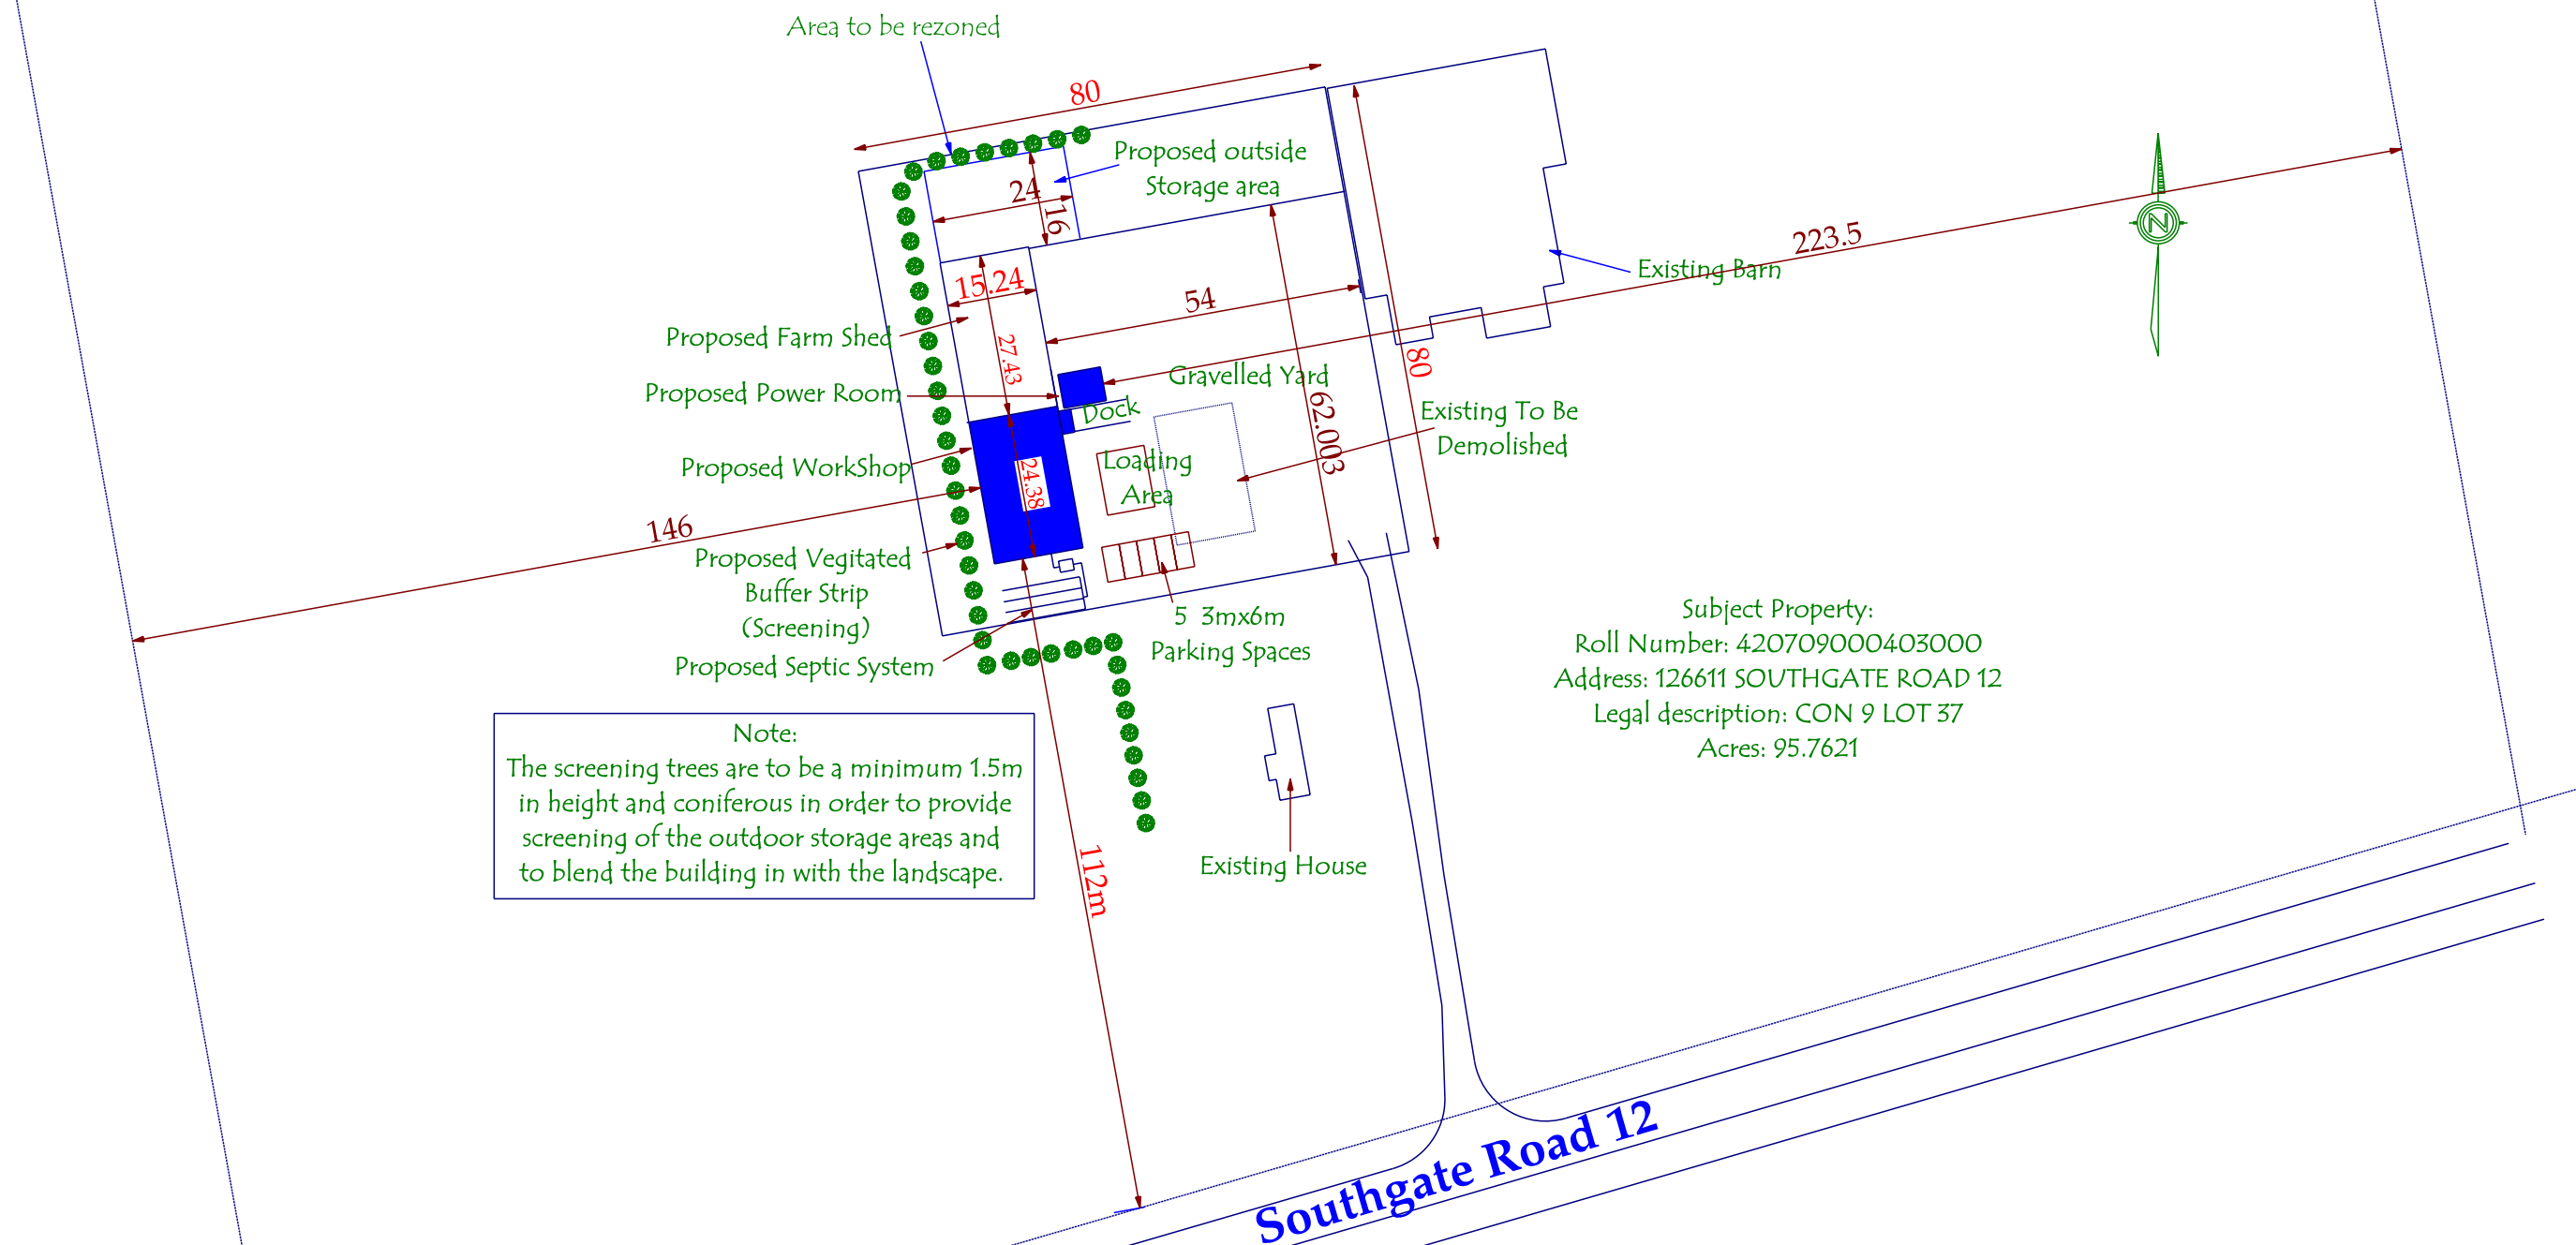 Area to be rezoned
80
Proposed outside
Storage area
24
16
223.5
N
Existing Barn
15.24
54
Proposed Farm Shed
27.43
80
Gravelled Yard
Proposed Power Room
Dock
62.003
Existing To Be
Demolished
Proposed WorkShop
24.38
Loading
Area
146
Proposed Vegitated
Buffer Strip
(Screening)
5 3mx6m
Parking Spaces
Proposed Septic System
Subject Property:
Roll Number: 420709000403000
Address: 126611 SOUTHGATE ROAD 12
Legal description: CON 9 LOT 37
Acres: 95.7621
Note:
The screening trees are to be a minimum 1.5m
in height and coniferous in order to provide
screening of the outdoor storage areas and
to blend the building in with the landscape.
112m
Existing House
Southgate Road 12